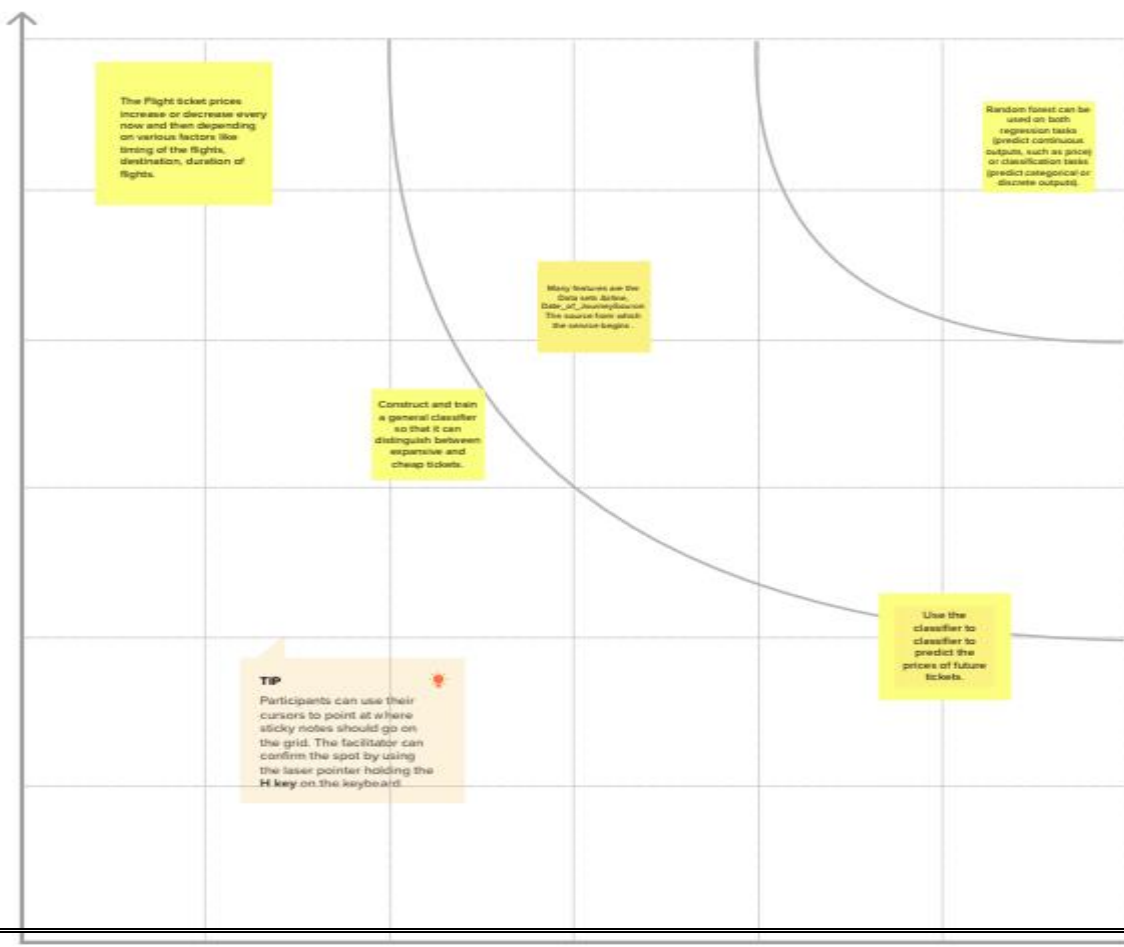 The Flight ticket prices
increase or decrease every
now and then depending
on various factors like
timing of the flights,
destination, duration of
flights.
Random forest can be
used on both
regression tasks
(predict continuous
outputs, such as price)
or classification tasks
(predict categorical or
discrete outputs).
Many features are the
Data sets Airline,
Date_of_JourneySource
The source from which
the service begins .
Construct and train
a general classifier
so that it can
distinguish between
expansive and
cheap tickets.
Use the
classifier to
classifier to
predict the
prices of future
tickets.
TIP
Participants can use their
cursors to point at where
sticky notes should go on
the grid. The facilitator can
confirm the spot by using
the laser pointer holding the
H key on the keyboard.